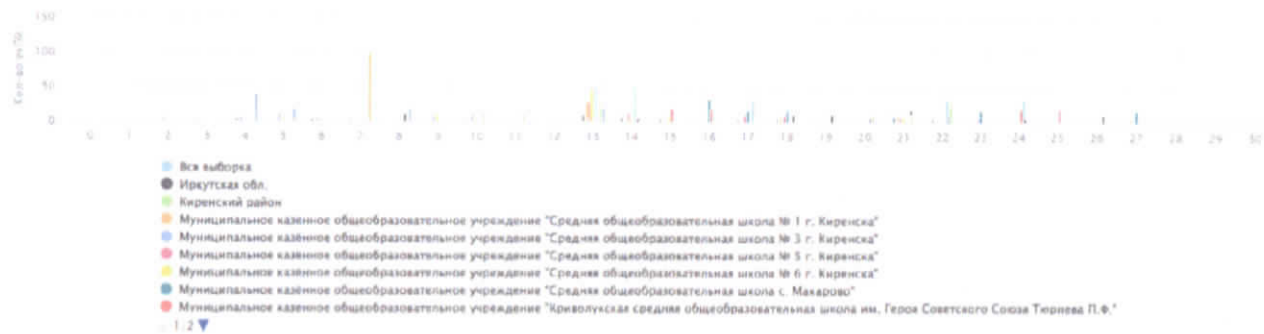 150
100
50
0
Кол-во уч.
0 1 2 3 4 5 6 7 8 9 10 11 12 13 14 15 16 17 18 19 20 21 22 23 24 25 26 27 28 29 30
Вся выборка
Иркутская обл.
Киренский район
Муниципальное казенное общеобразовательное учреждение "Средняя общеобразовательная школа № 1 г. Киренска"
Муниципальное казённое общеобразовательное учреждение "Средняя общеобразовательная школа № 3 г. Киренска"
Муниципальное казенное общеобразовательное учреждение "Средняя общеобразовательная школа № 5 г. Киренска"
Муниципальное казённое общеобразовательное учреждение "Средняя общеобразовательная школа № 6 г. Киренска"
Муниципальное казённое общеобразовательное учреждение "Средняя общеобразовательная школа с. Макарово"
Муниципальное казённое общеобразовательное учреждение "Криволукская средняя общеобразовательная школа им. Героя Советского Союза Тюрнева П.Ф."
1/2